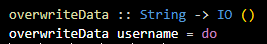 overwriteData :: String -> IO ()
overwriteData username = do